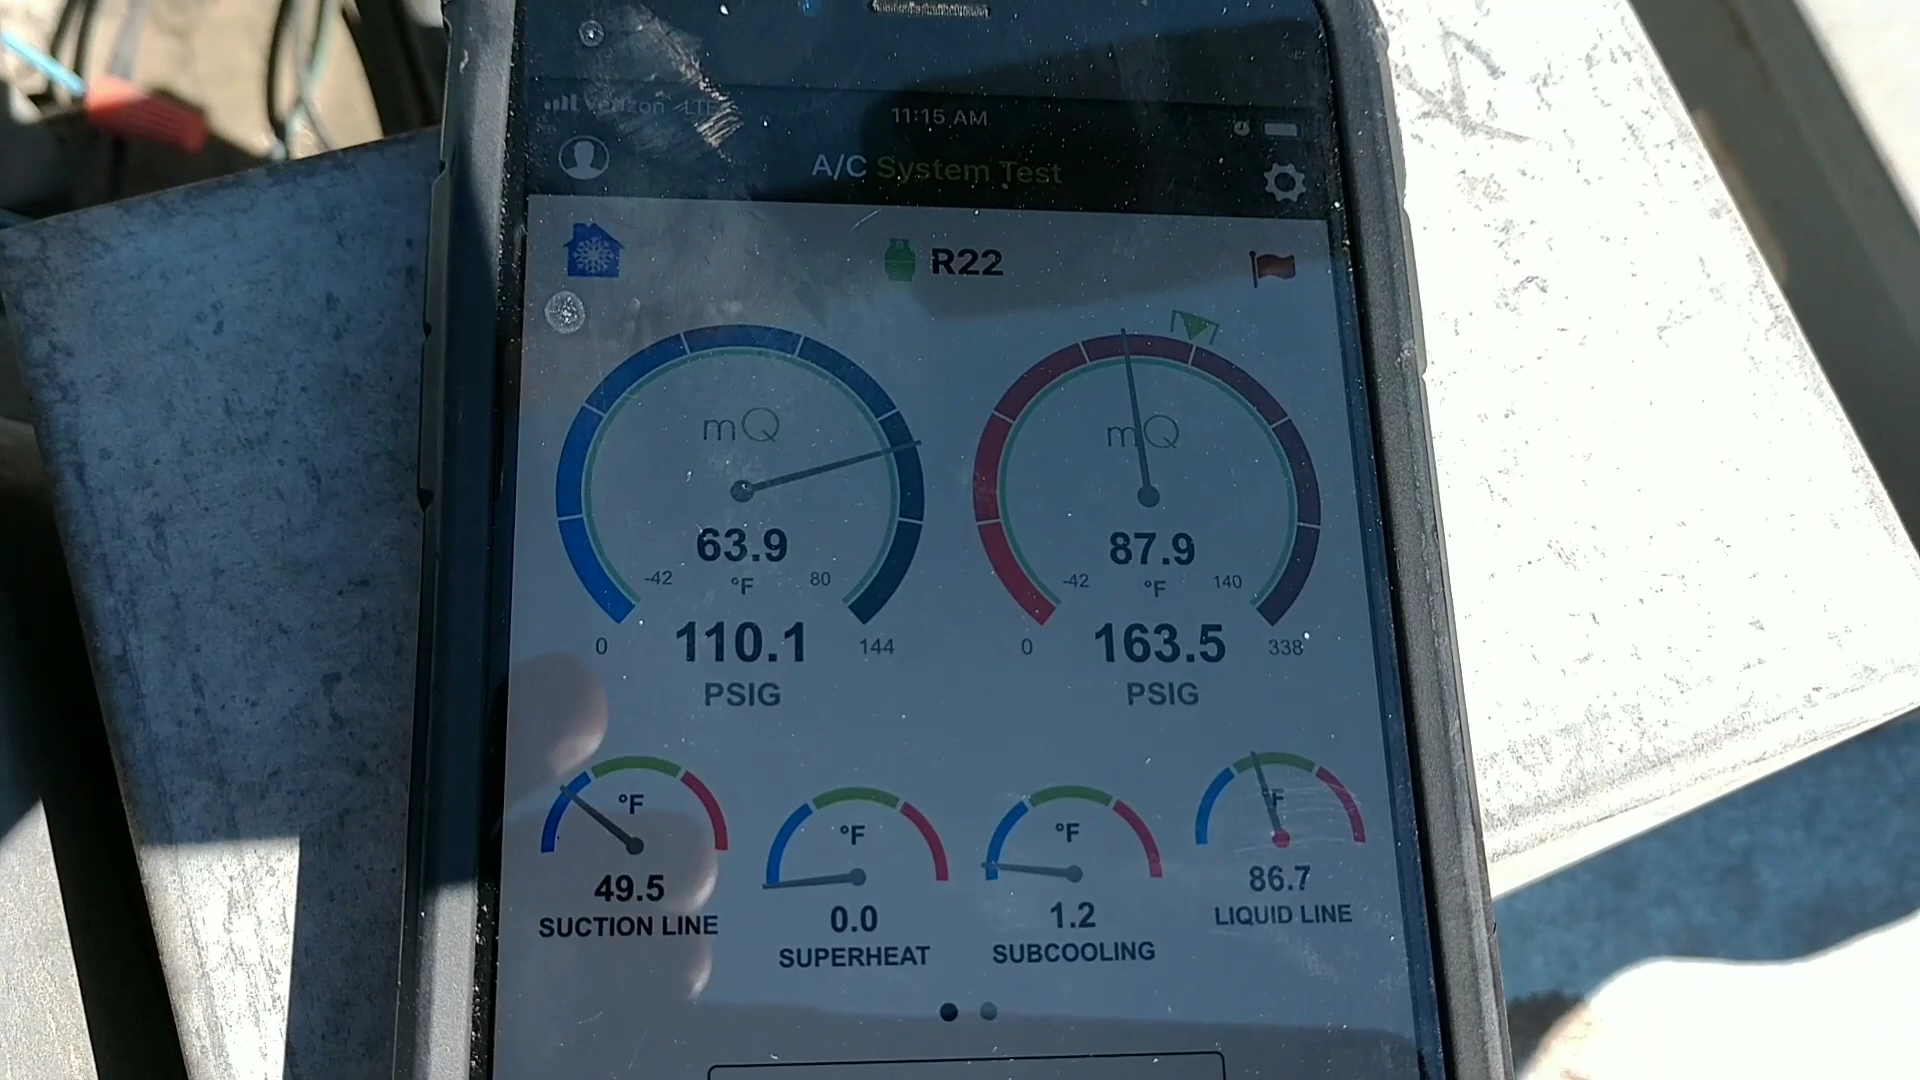 verizon LTE
11:15 AM
A/C System Test
R22
mQ
63.9
°F
-42
80
110.1
PSIG
0
144
mQ
87.9
°F
-42
140
163.5
PSIG
0
338
°F
49.5
SUCTION LINE
°F
0.0
SUPERHEAT
°F
1.2
SUBCOOLING
°F
86.7
LIQUID LINE